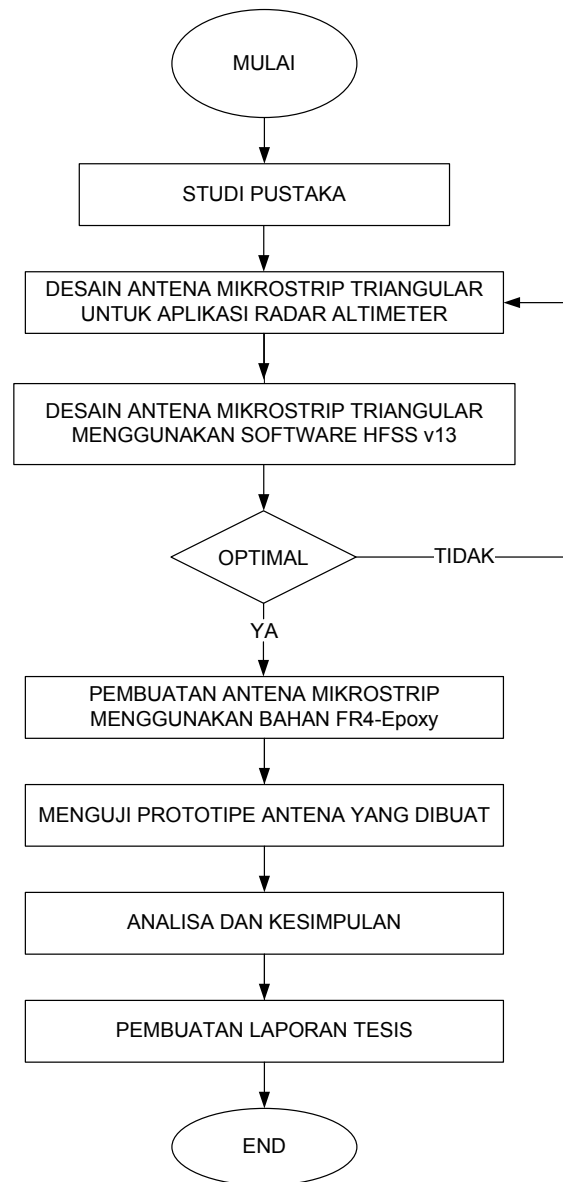 MULAI
STUDI PUSTAKA
DESAIN ANTENA MIKROSTRIP TRIANGULAR
UNTUK APLIKASI RADAR ALTIMETER
DESAIN ANTENA MIKROSTRIP TRIANGULAR
MENGGUNAKAN SOFTWARE HFSS v13
OPTIMAL
TIDAK
YA
PEMBUATAN ANTENA MIKROSTRIP
MENGGUNAKAN BAHAN FR4-Epoxy
MENGUJI PROTOTIPE ANTENA YANG DIBUAT
ANALISA DAN KESIMPULAN
PEMBUATAN LAPORAN TESIS
END